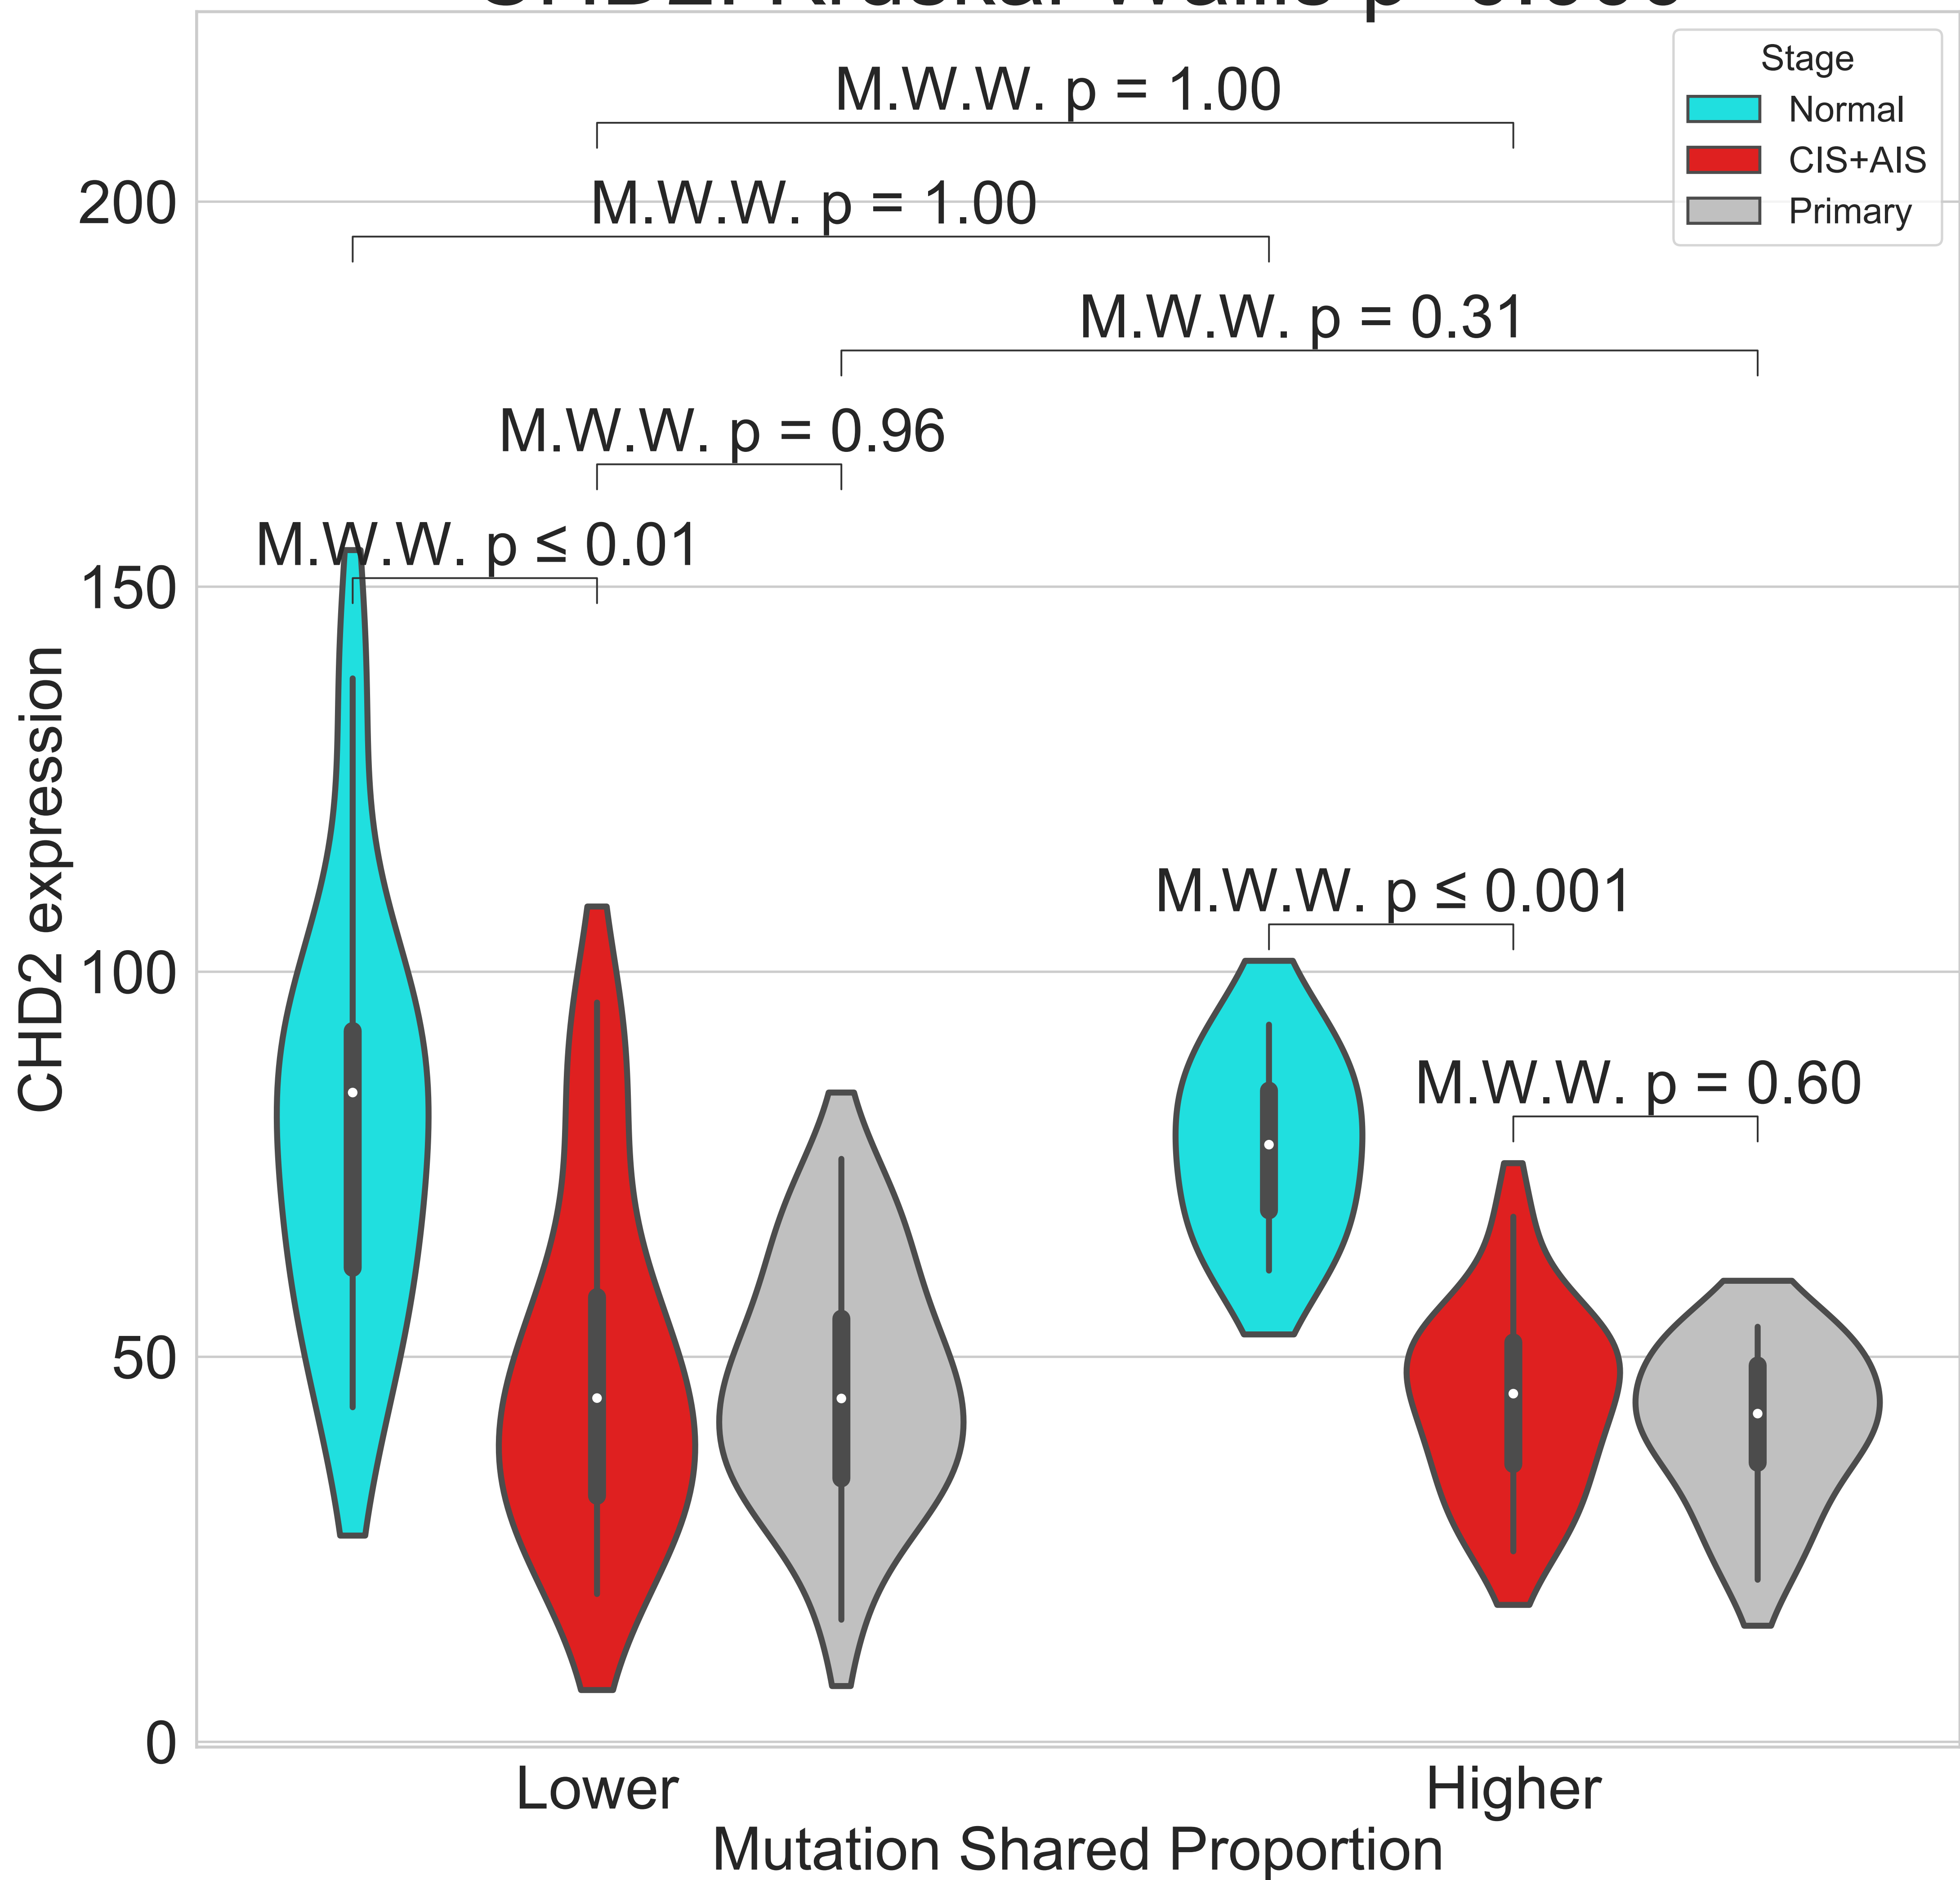 Stage
Normal
CIS+AIS
Primary
M.W.W. p = 1.00
M.W.W. p = 1.00
M.W.W. p = 0.31
M.W.W. p = 0.96
M.W.W. p ≤ 0.01
M.W.W. p ≤ 0.001
M.W.W. p = 0.60
CHD2 expression
200
150
100
50
0
Lower
Higher
Mutation Shared Proportion